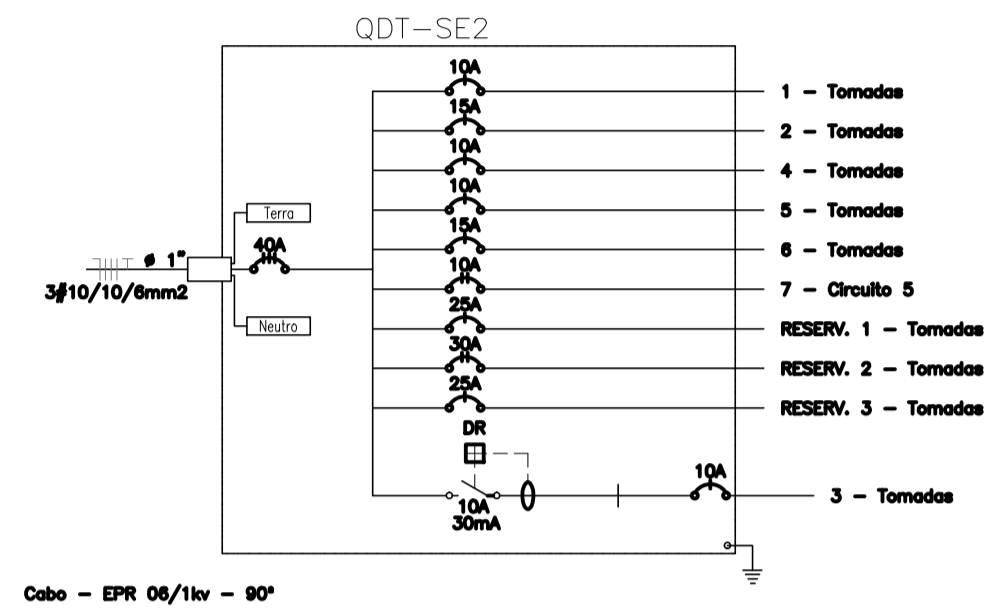 QDT-SE2
10A
1 - Tomadas
15A
2 - Tomadas
10A
4 - Tomadas
10A
5 - Tomadas
Terra
15A
6 - Tomadas
ø 1"
40A
10A
3#10/10/6mm2
7 - Circuito 5
25A
Neutro
RESERV. 1 - Tomadas
30A
RESERV. 2 - Tomadas
25A
RESERV. 3 - Tomadas
DR
10A
10A
30mA
3 - Tomadas
Cabo - EPR 06/1kv - 90°